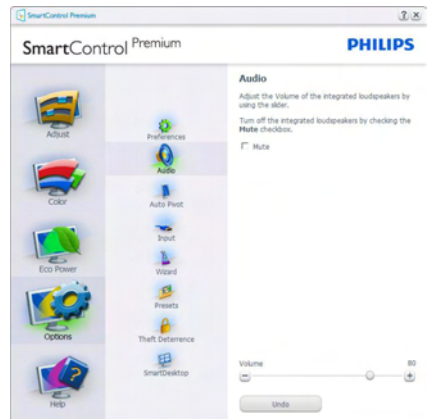 SmartControl Premium
SmartControl Premium
PHILIPS
Adjust
Color
Eco Power
Options
Help
Preferences
Audio
Auto Pivot
Input
Wizard
Presets
Theft Deterrence
SmartDesktop
Audio
Adjust the Volume of the integrated loudspeakers by
using the slider.
Turn off the integrated loudspeakers by checking the
Mute checkbox.
Mute
Volume 80
Undo